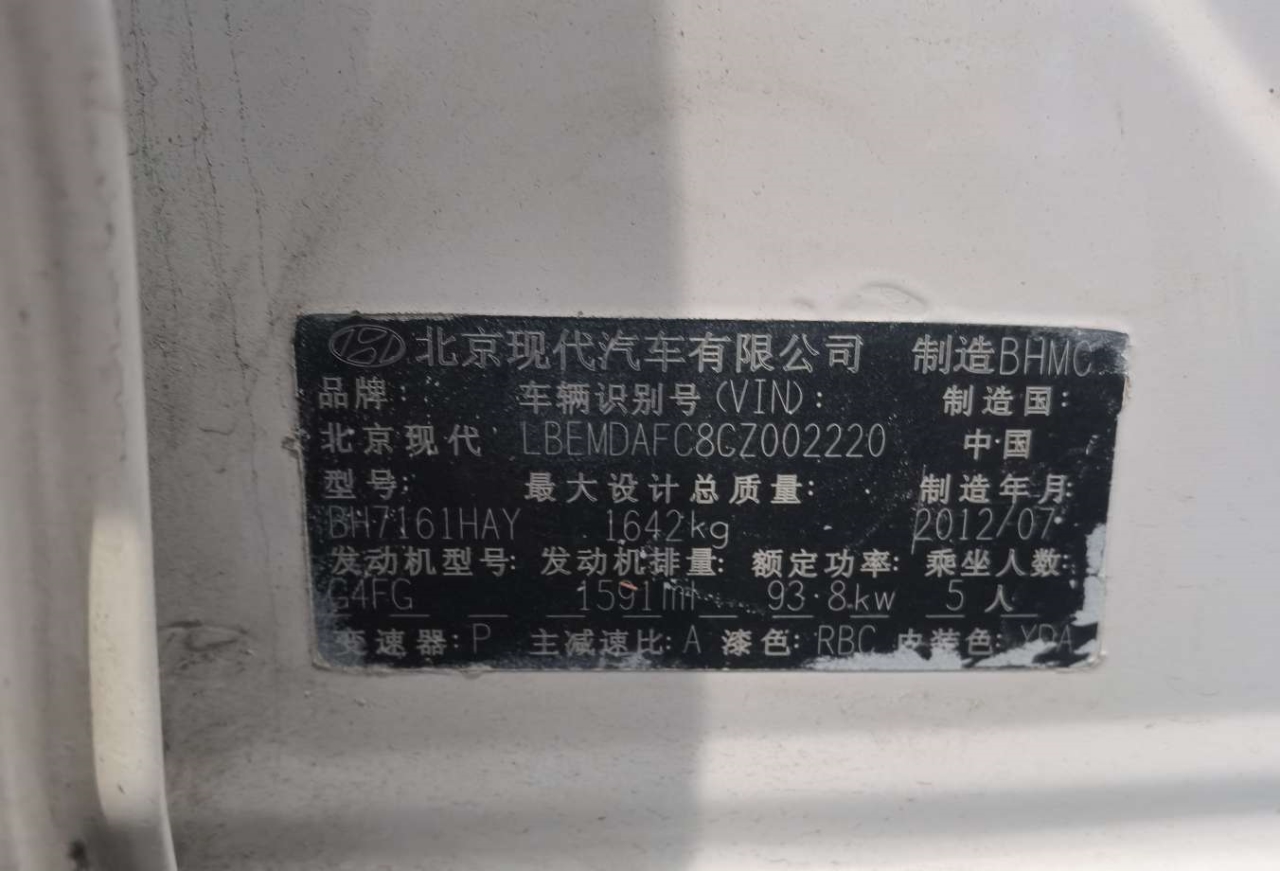 北京现代汽车有限公司 制造BHMC
品牌: 车辆识别号(VIN): 制造国:
北京现代 LBEMDAFC8CZ002220 中国
型号: 最大设计总质量: 制造年月
BH7161HAY 1642kg 2012/07
发动机型号: 发动机排量: 额定功率: 乘坐人数:
G4FG 1591ml 93.8kw 5人
变速器: P 主减速比: A 漆色: RBC 内装色: